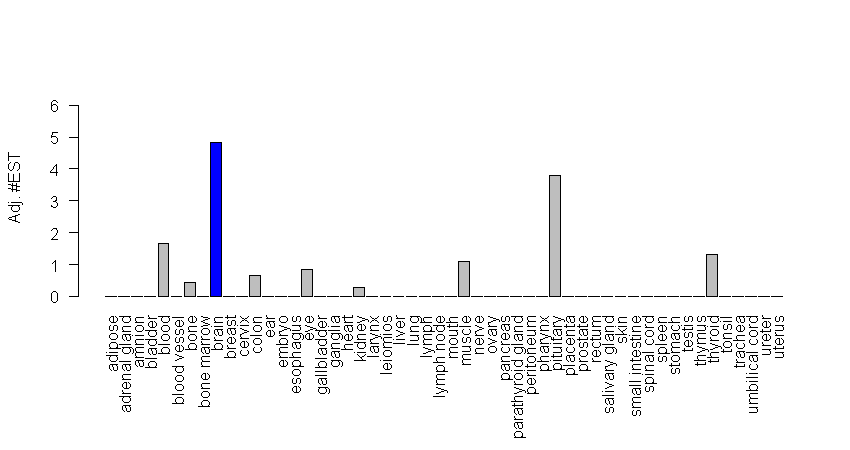 6
5
4
3
2
1
0
Adj. #EST
adipose
adrenal gland
amnion
bladder
blood
blood vessel
bone
bone marrow
brain
breast
cervix
colon
ear
embryo
esophagus
eye
gallbladder
ganglia
heart
kidney
larynx
leiomios
liver
lung
lymph
lymph node
mouth
muscle
nerve
ovary
pancreas
parathyroid gland
peritoneum
pharynx
pituitary
placenta
prostate
rectum
salivary gland
skin
small intestine
spinal cord
spleen
stomach
testis
thymus
thyroid
tonsil
trachea
umbilical cord
ureter
uterus